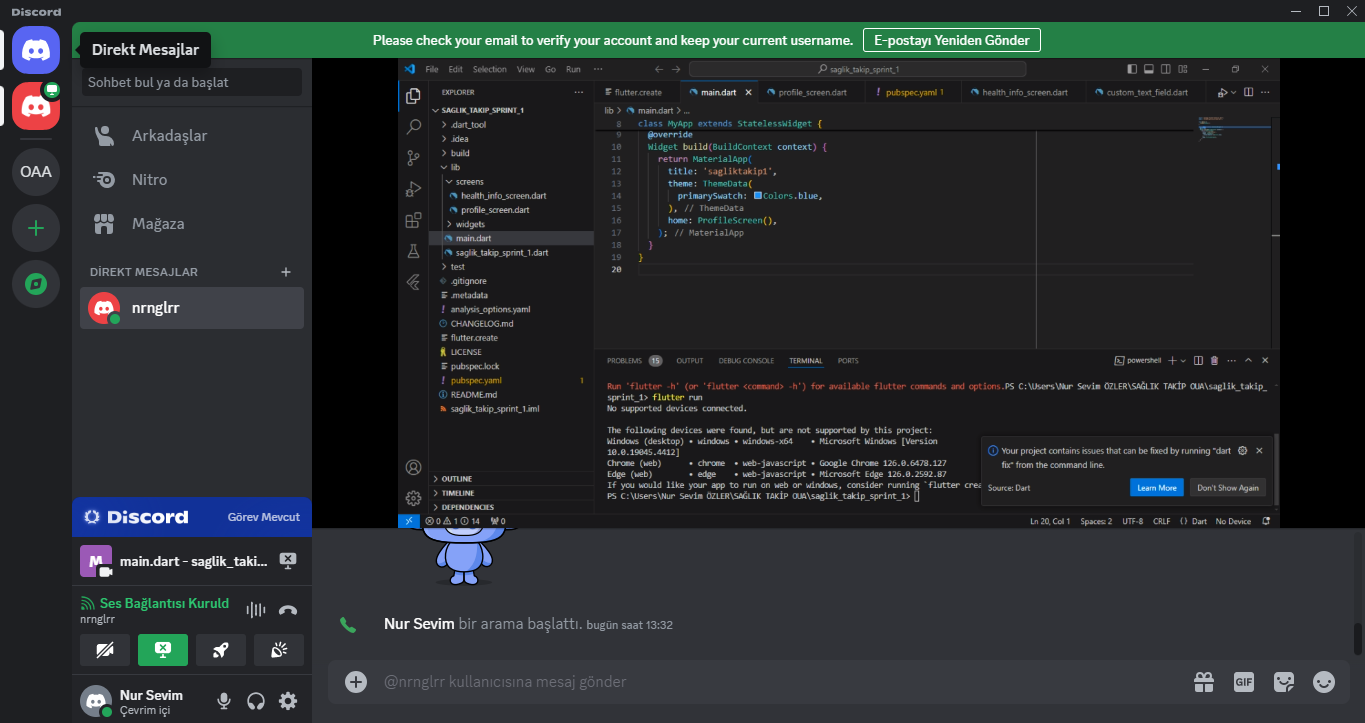 Discord
Direkt Mesajlar
Please check your email to verify your account and keep your current username.
E-postayı Yeniden Gönder
Sohbet bul ya da başlat
Arkadaşlar
OAA
Nitro
Mağaza
DİREKT MESAJLAR
nrnglrr
Discord
Görev Mevcut
M
main.dart - saglik_taki...
Ses Bağlantısı Kuruld
nrnglrr
Nur Sevim
Çevrim içi
File Edit Selection View Go Run ...
saglik_takip_sprint_1
EXPLORER
SAGLIK_TAKIP_SPRINT_1
.dart_tool
.idea
build
lib
screens
health_info_screen.dart
profile_screen.dart
widgets
main.dart
saglik_takip_sprint_1.dart
test
.gitignore
.metadata
analysis_options.yaml
CHANGELOG.md
flutter.create
LICENSE
pubspec.lock
pubspec.yaml 1
README.md
saglik_takip_sprint_1.iml
OUTLINE
TIMELINE
DEPENDENCIES
flutter.create
main.dart
profile_screen.dart
pubspec.yaml 1
health_info_screen.dart
custom_text_field.dart
lib > main.dart > ...
8 class MyApp extends StatelessWidget {
9 @override
10 Widget build(BuildContext context) {
11 return MaterialApp(
12 title: 'sagliktakip1',
13 theme: ThemeData(
14 primarySwatch: Colors.blue,
15 ), // ThemeData
16 home: ProfileScreen(),
17 ); // MaterialApp
18 }
19 }
20
PROBLEMS 15 OUTPUT DEBUG CONSOLE TERMINAL PORTS
powershell
Run 'flutter -h' (or 'flutter <command> -h') for available flutter commands and options.PS C:\Users\Nur Sevim ÖZLER\SAĞLIK TAKİP OUA\saglik_takip_
sprint_1> flutter run
No supported devices connected.
The following devices were found, but are not supported by this project:
Windows (desktop) • windows • windows-x64 • Microsoft Windows [Version
10.0.19045.4412]
Chrome (web) • chrome • web-javascript • Google Chrome 126.0.6478.127
Edge (web) • edge • web-javascript • Microsoft Edge 126.0.2592.87
If you would like your app to run on web or windows, consider running `flutter crea
PS C:\Users\Nur Sevim ÖZLER\SAĞLIK TAKİP OUA\saglik_takip_sprint_1>
Your project contains issues that can be fixed by running "dart
fix" from the command line.
Source: Dart
Learn More
Don't Show Again
0 1 14 0
Ln 20, Col 1 Spaces: 2 UTF-8 CRLF {} Dart No Device
Nur Sevim bir arama başlattı. bugün saat 13:32
@nrnglrr kullanıcısına mesaj gönder
GIF